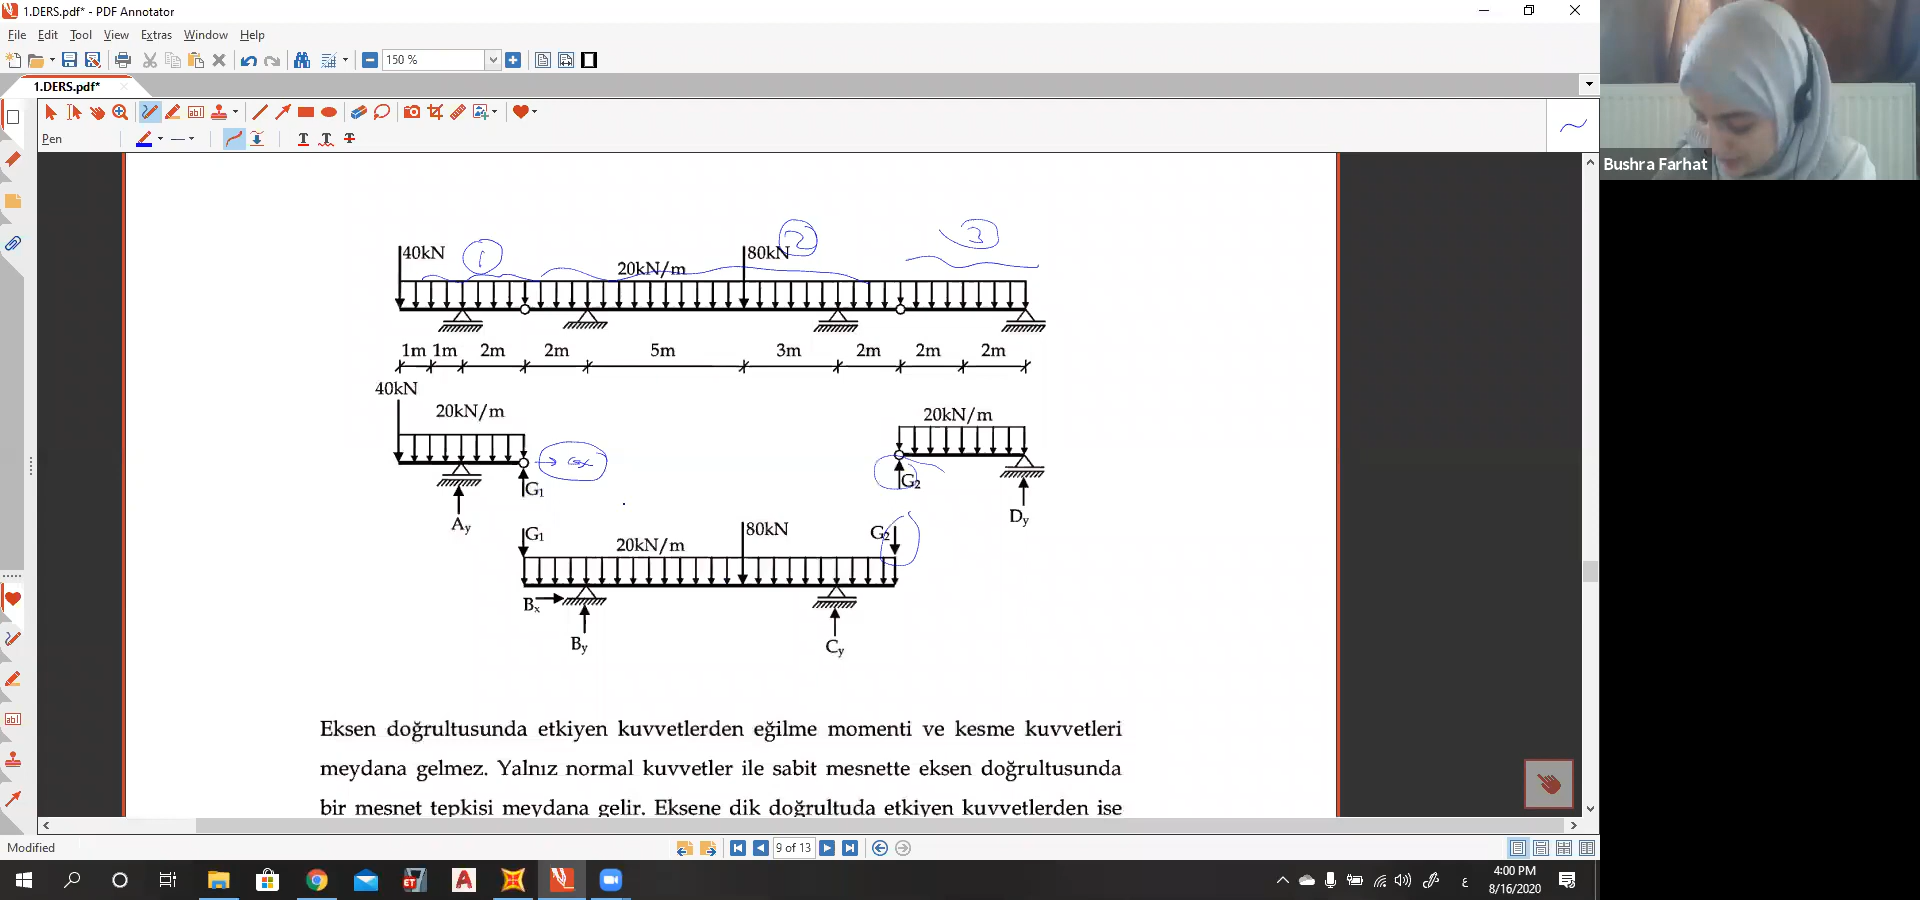 1.DERS.pdf* - PDF Annotator
File Edit Tool View Extras Window Help
150 %
1.DERS.pdf*
Pen
Bushra Farhat
1
2
3
40kN
80kN
20kN/m
1m 1m 2m 2m 5m 3m 2m 2m 2m
40kN
20kN/m
20kN/m
Gx
G1
G2
Ay
Dy
G1
20kN/m
80kN
G2
Bx
By
Cy
Eksen doğrultusunda etkiyen kuvvetlerden eğilme momenti ve kesme kuvvetleri
meydana gelmez. Yalnız normal kuvvetler ile sabit mesnette eksen doğrultusunda
bir mesnet tepkisi meydana gelir. Eksene dik doğrultuda etkiyen kuvvetlerden ise
Modified
9 of 13
4:00 PM
8/16/2020